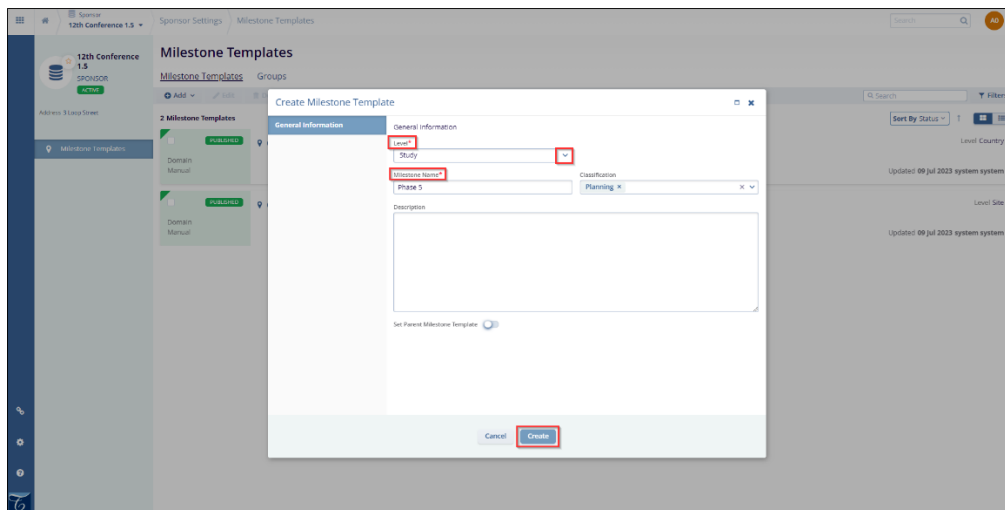 Sponsor
12th Conference 1.5
Sponsor Settings
Milestone Templates
Search
AD
12th Conference
1.5
SPONSOR
ACTIVE
Address 3 Loop Street
Milestone Templates
Milestone Templates
Milestone Templates
Groups
Add
Edit
Search
Filters
2 Milestone Templates
Sort By Status
PUBLISHED
Domain
Manual
Level Country
Updated 09 Jul 2023 system system
PUBLISHED
Domain
Manual
Level Site
Updated 09 Jul 2023 system system
Create Milestone Template
General Information
General Information
Level*
Study
Milestone Name*
Classification
Phase 5
Planning ×
Description
Set Parent Milestone Template
Cancel
Create